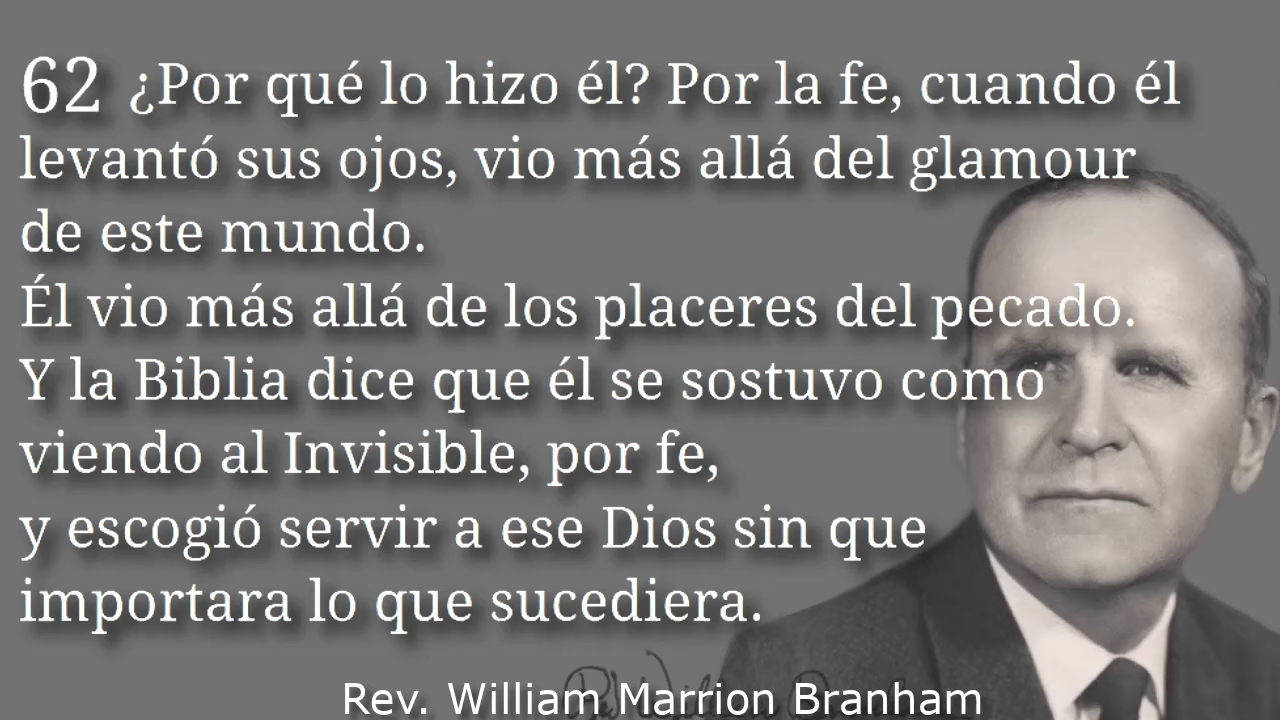 62 ¿Por qué lo hizo él? Por la fe, cuando él
levantó sus ojos, vio más allá del glamour
de este mundo.
Él vio más allá de los placeres del pecado.
Y la Biblia dice que él se sostuvo como
viendo al Invisible, por fe,
y escogió servir a ese Dios sin que
importara lo que sucediera.
Rev. William Marrion Branham